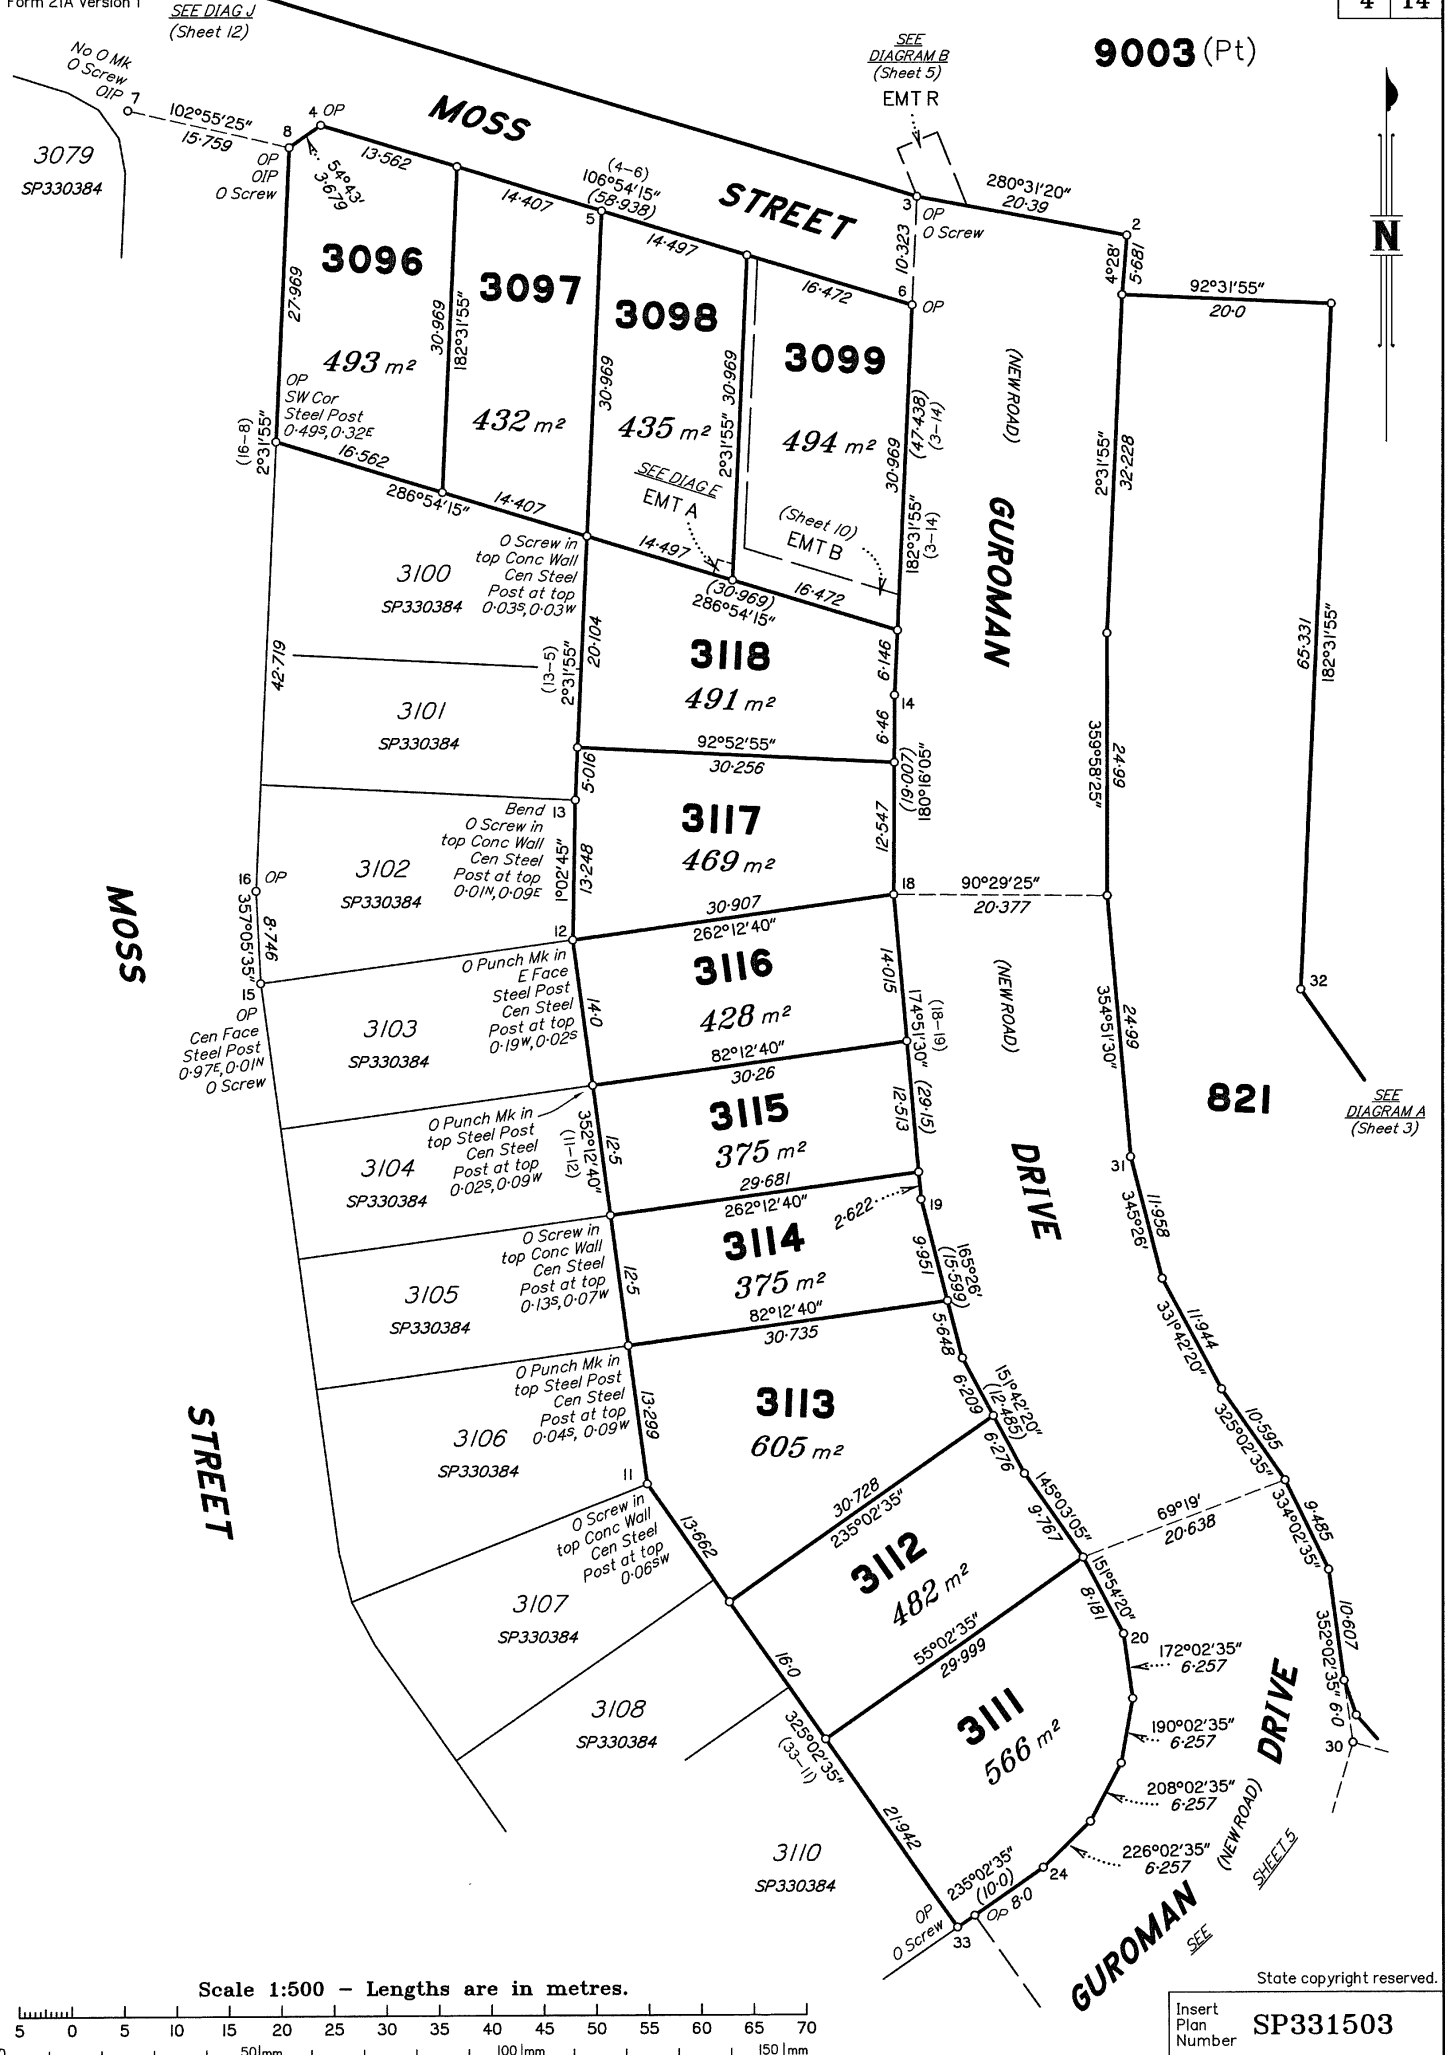 Form 21A Version 1
4 14
SEE DIAG J
(Sheet 12)
No O Mk
O Screw
OIP 7
102°55'25"
15·759
3079
SP330384
8
OP
OIP
O Screw
4 OP
54°43'
3·679
13·562
MOSS
STREET
14·407
(4-6)
106°54'15"
(58·938)
5
14·497
16·472
SEE
DIAGRAM B
(Sheet 5)
EMT R
9003 (Pt)
N
280°31'20"
20·39
3
OP
O Screw
10·323
2
4°28'
5·681
6 OP
92°31'55"
20·0
3096
493 m²
27·969
OP
SW Cor
Steel Post
0·49S,0·32E
30·969
182°31'55"
3097
432 m²
30·969
3098
435 m²
30·969
2°31'55"
3099
494 m²
30·969
(47·438)
(3-14)
182°31'55"
(3-14)
(NEW ROAD)
2°31'55"
32·228
GUROMAN
(16-8)
2°31'55"
16·562
286°54'15"
14·407
SEE DIAG E
EMT A
(Sheet 10)
EMT B
14·497
(30·969)
286°54'15"
16·472
O Screw in
top Conc Wall
Cen Steel
Post at top
0·03S,0·03W
3100
SP330384
42·719
3101
SP330384
(13-5)
2°31'55"
20·104
3118
491 m²
6·146
14
6·46
92°52'55"
30·256
(19·007)
180°16'05"
65·331
182°31'55"
359°58'25"
24·99
5·016
Bend 13
O Screw in
top Conc Wall
Cen Steel
Post at top
0·01N,0·09E
1°02'45"
13·248
3117
469 m²
12·547
3102
SP330384
16 OP
357°05'35"
8·746
15
OP
Cen Face
Steel Post
0·97E,0·01N
O Screw
MOSS
30·907
262°12'40"
18
90°29'25"
20·377
12
O Punch Mk in
E Face
Steel Post
Cen Steel
Post at top
0·19W,0·02S
3116
428 m²
14·0
14·015
174°51'30"
(18-19)
(29·15)
(NEW ROAD)
354°51'30"
24·99
32
3103
SP330384
82°12'40"
30·26
821
SEE
DIAGRAM A
(Sheet 3)
O Punch Mk in
top Steel Post
Cen Steel
Post at top
0·02S,0·09W
352°12'40"
(11-12)
12·5
3115
375 m²
12·513
DRIVE
31
3104
SP330384
29·681
262°12'40"
2·622
19
11·958
345°26'
O Screw in
top Conc Wall
Cen Steel
Post at top
0·13S,0·07W
12·5
3114
375 m²
9·951
165°26'
(15·599)
3105
SP330384
82°12'40"
30·735
5·648
11·944
331°42'20"
O Punch Mk in
top Steel Post
Cen Steel
Post at top
0·04S, 0·09W
13·299
3113
605 m²
6·209
151°42'20"
(12·485)
6·276
10·595
325°02'35"
STREET
3106
SP330384
11
O Screw in
top Conc Wall
Cen Steel
Post at top
0·06SW
13·662
30·728
235°02'35"
145°03'05"
9·767
69°19'
20·638
9·485
334°02'35"
3112
482 m²
3107
SP330384
151°54'20"
8·181
20
10·607
352°02'35"
55°02'35"
29·999
16·0
172°02'35"
6·257
3108
SP330384
325°02'35"
(33-11)
3111
566 m²
190°02'35"
6·257
6·0
30
DRIVE
208°02'35"
6·257
21·942
3110
SP330384
226°02'35"
6·257
24
235°02'35"
(10·0)
OP 8·0
OP
O Screw
33
(NEW ROAD)
GUROMAN
SEE
SHEET 5
Scale 1:500 – Lengths are in metres.
5 0 5 10 15 20 25 30 35 40 45 50 55 60 65 70
50 mm 100 mm 150 mm
State copyright reserved.
Insert
Plan
Number
SP331503